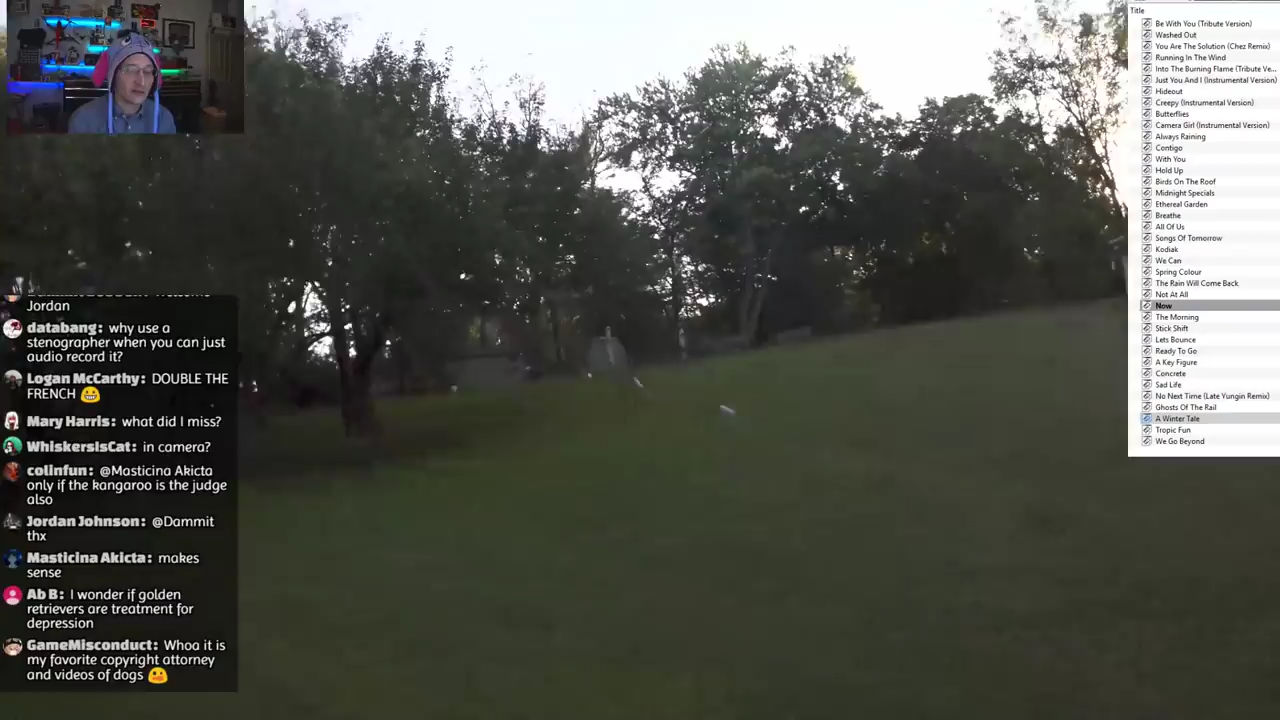 Jordan
databang: why use a
stenographer when you can just
audio record it?
Logan McCarthy: DOUBLE THE
FRENCH 😅
Mary Harris: what did I miss?
WhiskersIsCat: in camera?
colinfun: @Masticina Akicta
only if the kangaroo is the judge
also
Jordan Johnson: @Dammit
thx
Masticina Akicta: makes
sense
Ab B: I wonder if golden
retrievers are treatment for
depression
GameMisconduct: Whoa it is
my favorite copyright attorney
and videos of dogs 😮
Title
Be With You (Tribute Version)
Washed Out
You Are The Solution (Chez Remix)
Running In The Wind
Into The Burning Flame (Tribute Ve...
Just You And I (Instrumental Version)
Hideout
Creepy (Instrumental Version)
Butterflies
Camera Girl (Instrumental Version)
Always Raining
Contigo
With You
Hold Up
Birds On The Roof
Midnight Specials
Ethereal Garden
Breathe
All Of Us
Songs Of Tomorrow
Kodiak
We Can
Spring Colour
The Rain Will Come Back
Not At All
Now
The Morning
Stick Shift
Lets Bounce
Ready To Go
A Key Figure
Concrete
Sad Life
No Next Time (Late Yungin Remix)
Ghosts Of The Rail
A Winter Tale
Tropic Fun
We Go Beyond